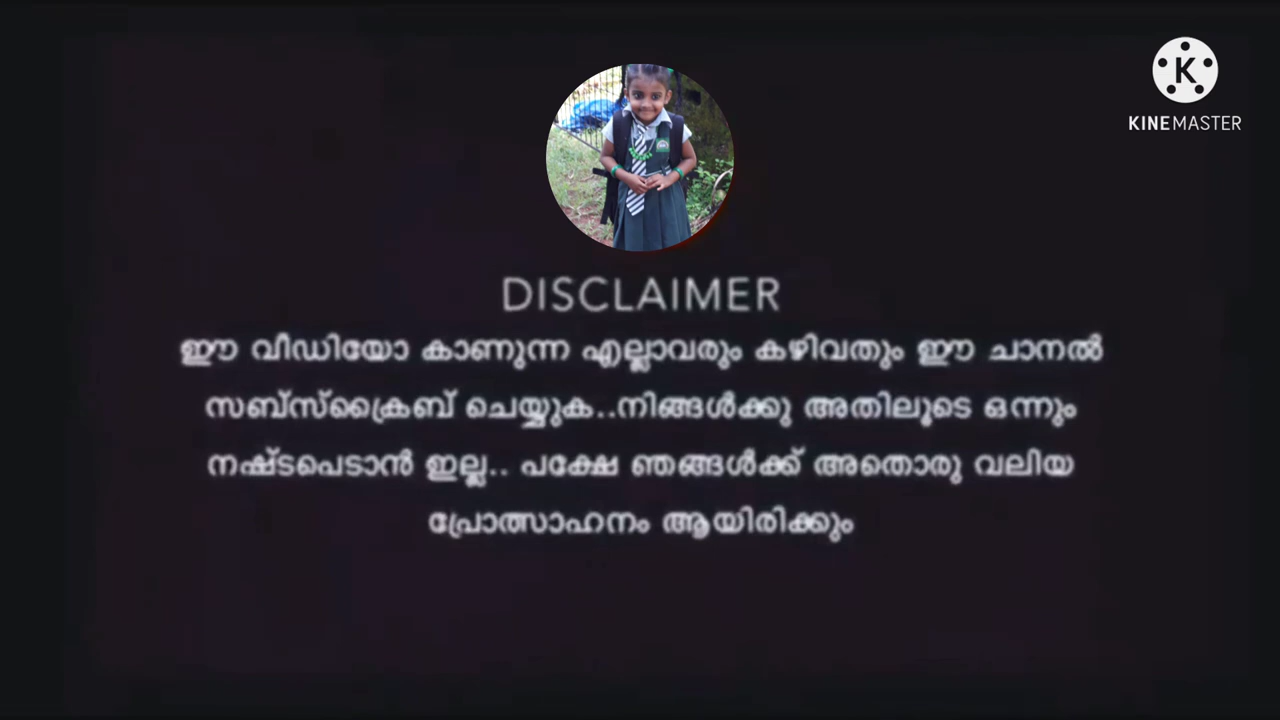 KINEMASTER
DISCLAIMER
ഈ വീഡിയോ കാണുന്ന എല്ലാവരും കഴിവതും ഈ ചാനൽ
സബ്സ്ക്രൈബ് ചെയ്യുക..നിങ്ങൾക്കു അതിലൂടെ ഒന്നും
നഷ്ടപെടാൻ ഇല്ല.. പക്ഷേ ഞങ്ങൾക്ക് അതൊരു വലിയ
പ്രോത്സാഹനം ആയിരിക്കും